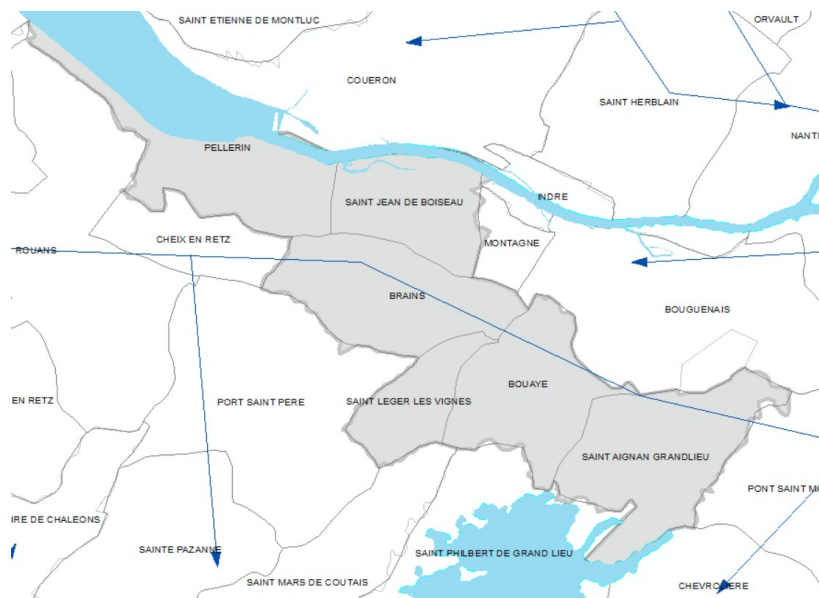 SAINT ETIENNE DE MONTLUC
ORVAULT
COUERON
SAINT HERBLAIN
NANT
PELLERIN
INDRE
SAINT JEAN DE BOISEAU
CHEIX EN RETZ
MONTAGNE
ROUANS
BRAINS
BOUGUENAIS
BOUAYE
EN RETZ
PORT SAINT PERE
SAINT LEGER LES VIGNES
SAINT AIGNAN GRANDLIEU
PONT SAINT MA
IRE DE CHALEONS
SAINTE PAZANNE
SAINT PHILBERT DE GRAND LIEU
SAINT MARS DE COUTAIS
CHEVROLIERE